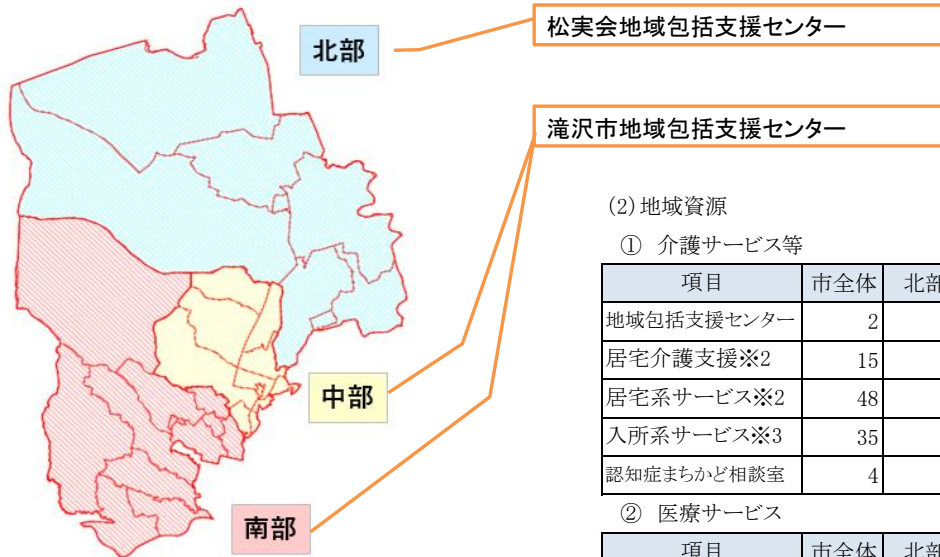 松実会地域包括支援センター
北部
滝沢市地域包括支援センター
(2)地域資源
① 介護サービス等
項目 市全体 北部
地域包括支援センター 2
居宅介護支援※2 15
居宅系サービス※2 48
入所系サービス※3 35
認知症まちかど相談室 4
中部
② 医療サービス
項目 市全体 北部
南部